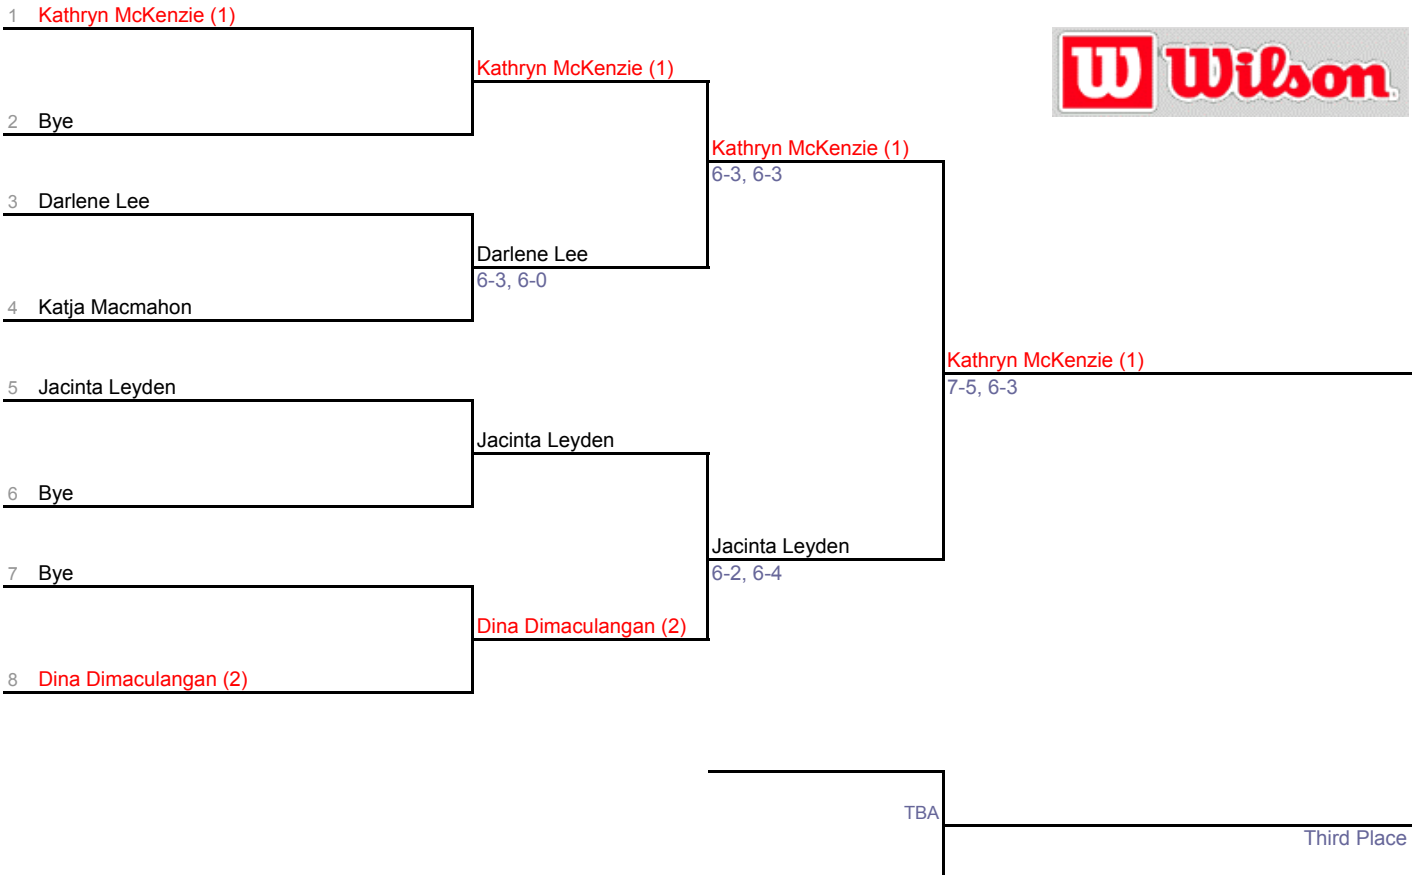 1 Kathryn McKenzie (1)
Kathryn McKenzie (1)
2 Bye
Kathryn McKenzie (1)
6-3, 6-3
3 Darlene Lee
Darlene Lee
6-3, 6-0
4 Katja Macmahon
Kathryn McKenzie (1)
7-5, 6-3
5 Jacinta Leyden
Jacinta Leyden
6 Bye
Jacinta Leyden
6-2, 6-4
7 Bye
Dina Dimaculangan (2)
8 Dina Dimaculangan (2)
TBA
Third Place
W Wilson